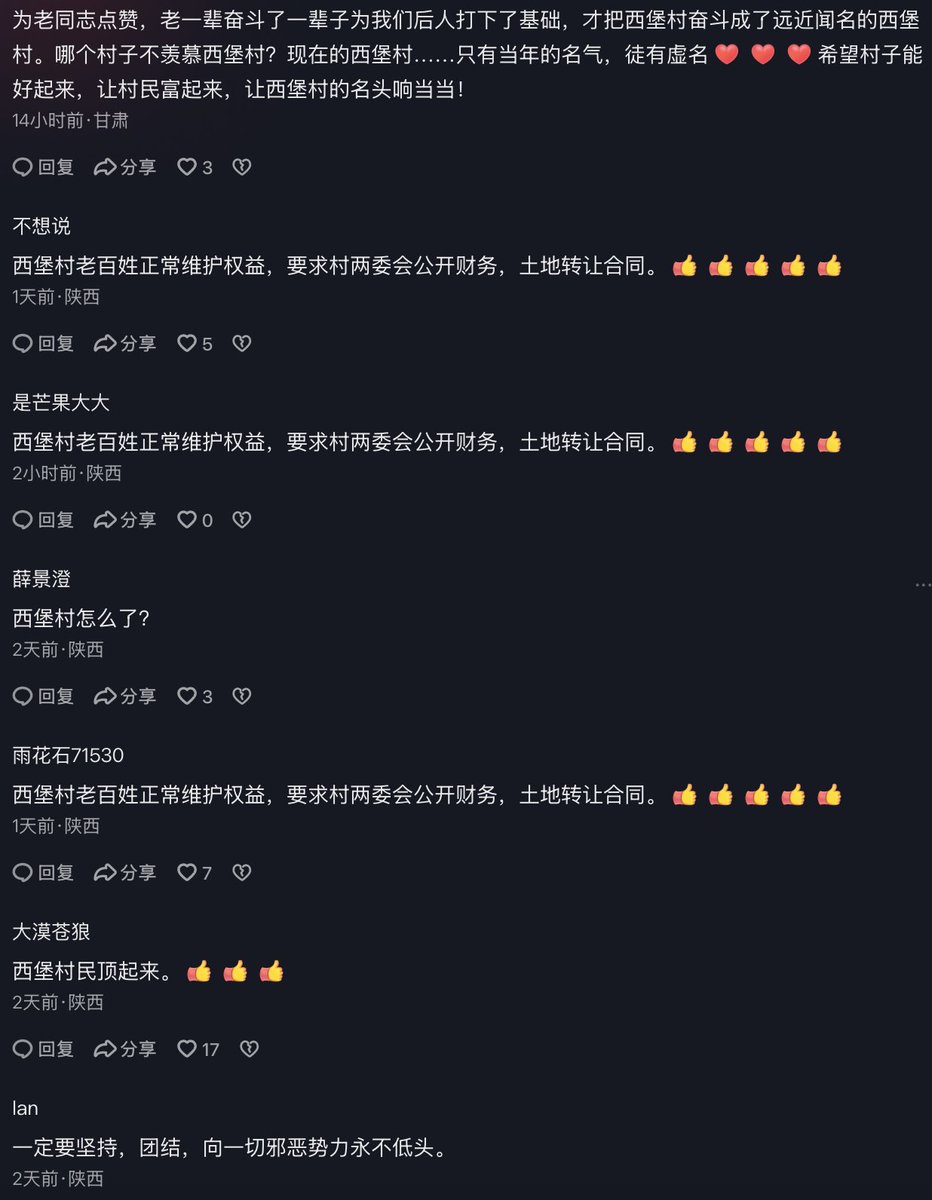 为老同志点赞，老一辈奋斗了一辈子为我们后人打下了基础，才把西堡村奋斗成了远近闻名的西堡
村。哪个村子不羡慕西堡村？现在的西堡村……只有当年的名气，徒有虚名❤️ ❤️ ❤️ 希望村子能
好起来，让村民富起来，让西堡村的名头响当当！
14小时前·甘肃
回复 分享 3
不想说
西堡村老百姓正常维护权益，要求村两委会公开财务，土地转让合同。👍 👍 👍 👍 👍
1天前·陕西
回复 分享 5
是芒果大大
西堡村老百姓正常维护权益，要求村两委会公开财务，土地转让合同。👍 👍 👍 👍 👍
2小时前·陕西
回复 分享 0
薛景澄
西堡村怎么了？
2天前·陕西
回复 分享 3
雨花石71530
西堡村老百姓正常维护权益，要求村两委会公开财务，土地转让合同。👍 👍 👍 👍 👍
1天前·陕西
回复 分享 7
大漠苍狼
西堡村民顶起来。👍 👍 👍
2天前·陕西
回复 分享 17
lan
一定要坚持，团结，向一切邪恶势力永不低头。
2天前·陕西